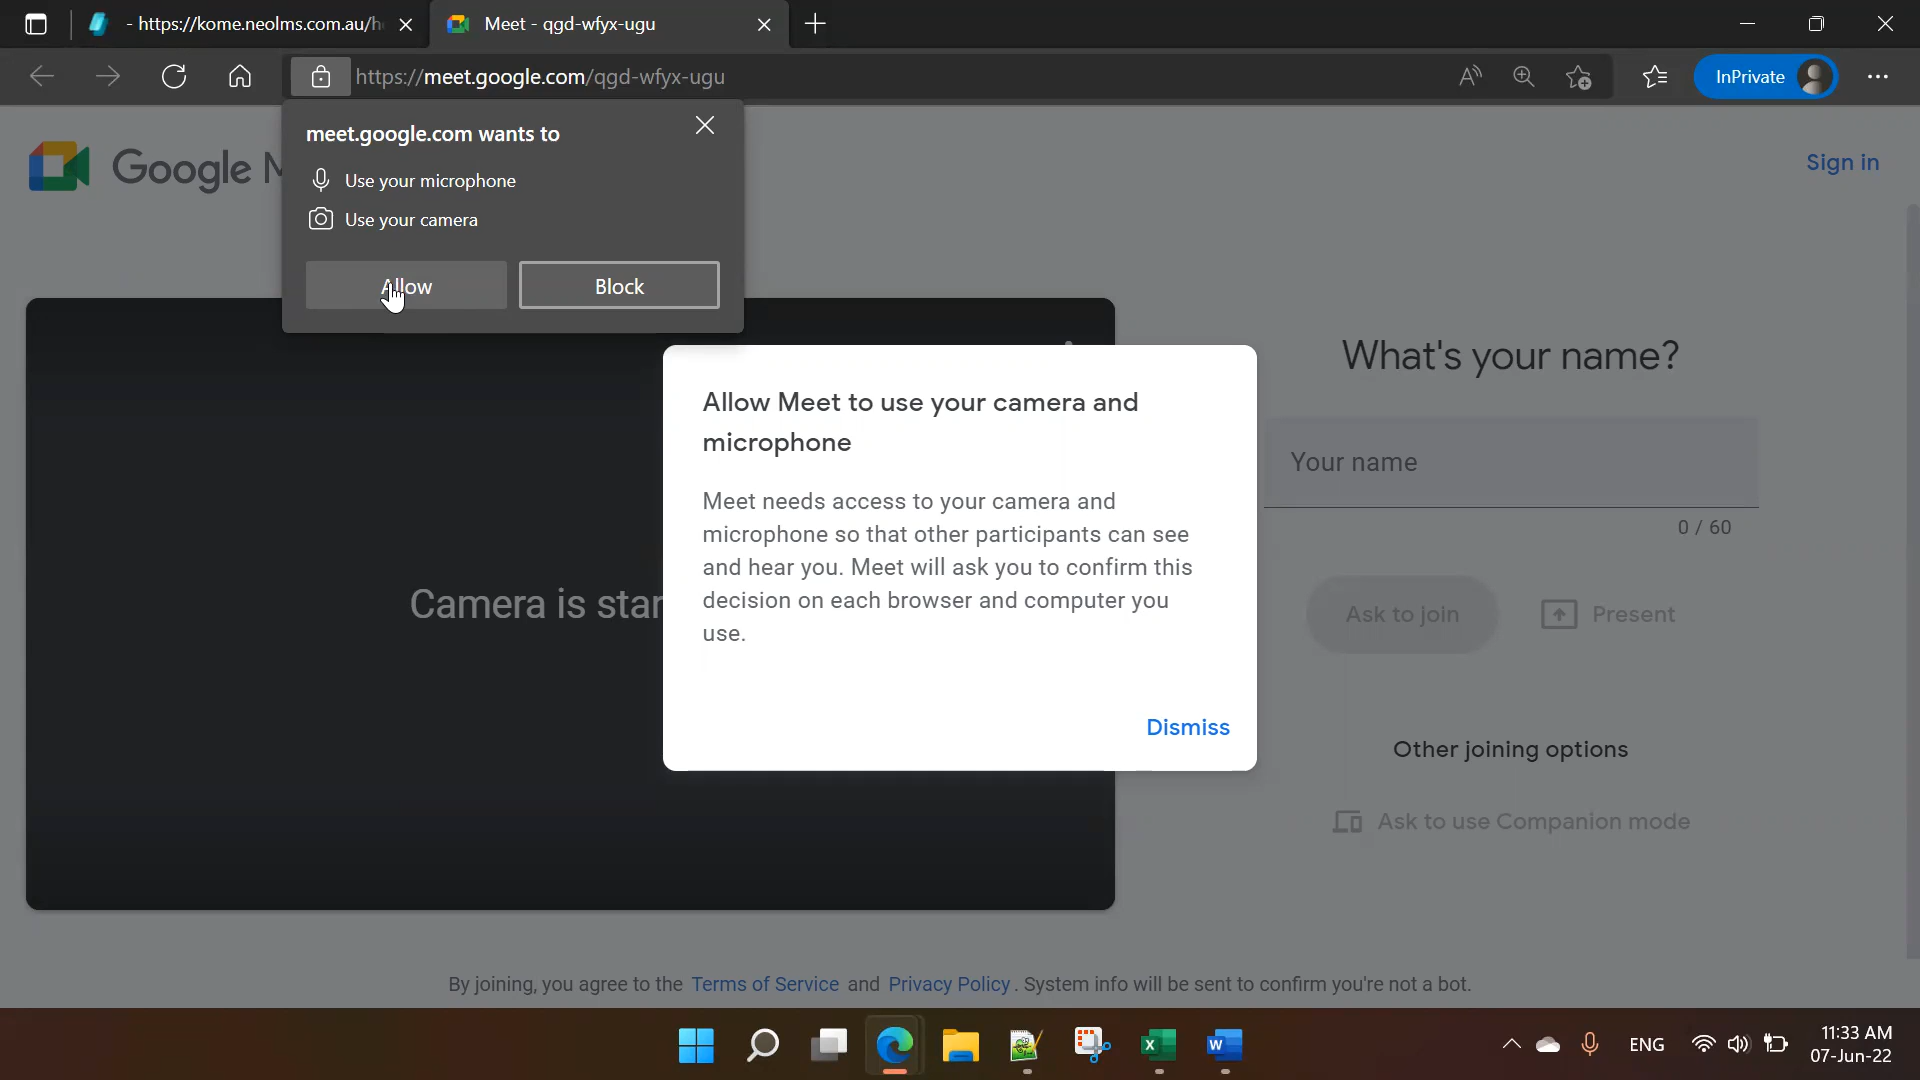 - https://kome.neolms.com.au/h
Meet - qgd-wfyx-ugu
https://meet.google.com/qgd-wfyx-ugu
InPrivate
meet.google.com wants to
Use your microphone
Use your camera
Allow
Block
Google M
Sign in
Camera is star
Allow Meet to use your camera and
microphone
Meet needs access to your camera and
microphone so that other participants can see
and hear you. Meet will ask you to confirm this
decision on each browser and computer you
use.
Dismiss
What's your name?
Your name
0 / 60
Ask to join
Present
Other joining options
Ask to use Companion mode
By joining, you agree to the Terms of Service and Privacy Policy. System info will be sent to confirm you're not a bot.
ENG
11:33 AM
07-Jun-22